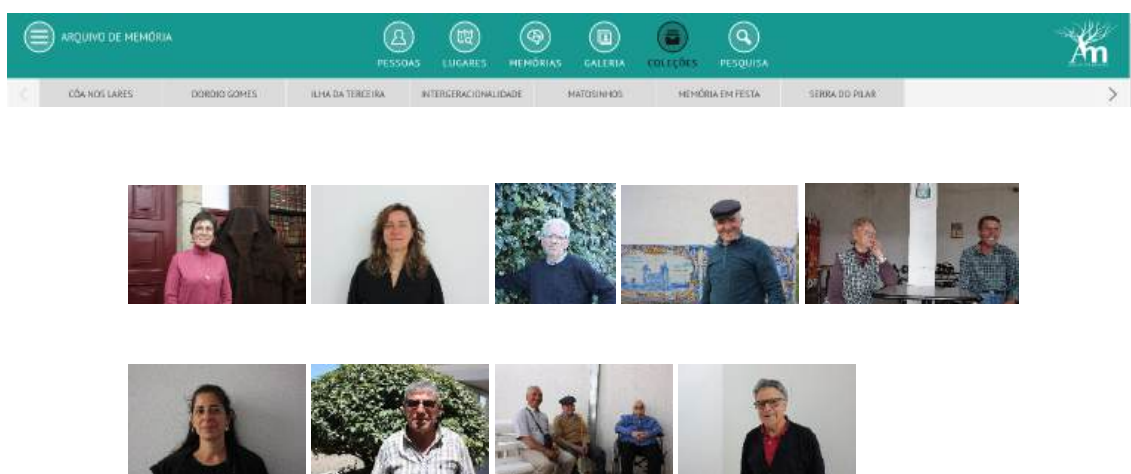 ARQUIVO DE MEMÓRIA
PESSOAS LUGARES MEMÓRIAS GALERIA COLEÇÕES PESQUISA
Am
CÔA NOS LARES DORDIO GOMES ILHA DA TERCEIRA INTERGERACIONALIDADE MATOSINHOS MEMÓRIA EM FESTA SERRA DO PILAR